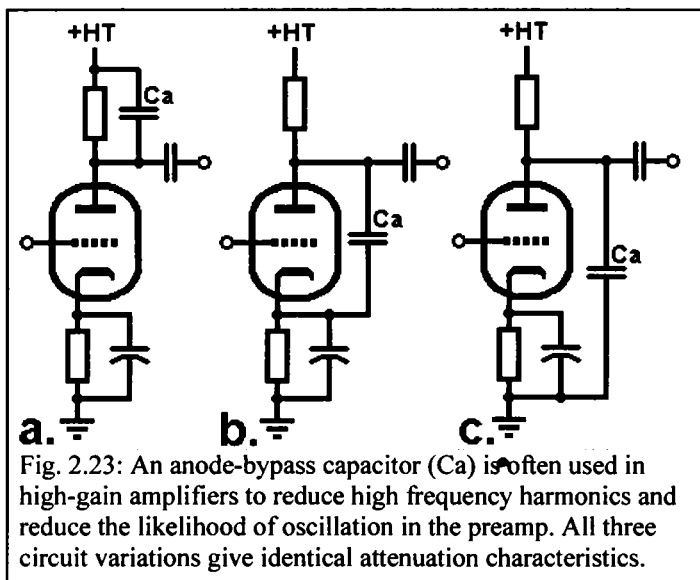 +HT
+HT
+HT
Ca
Ca
Ca
a.
b.
c.
Fig. 2.23: An anode-bypass capacitor (Ca) is often used in
high-gain amplifiers to reduce high frequency harmonics and
reduce the likelihood of oscillation in the preamp. All three
circuit variations give identical attenuation characteristics.